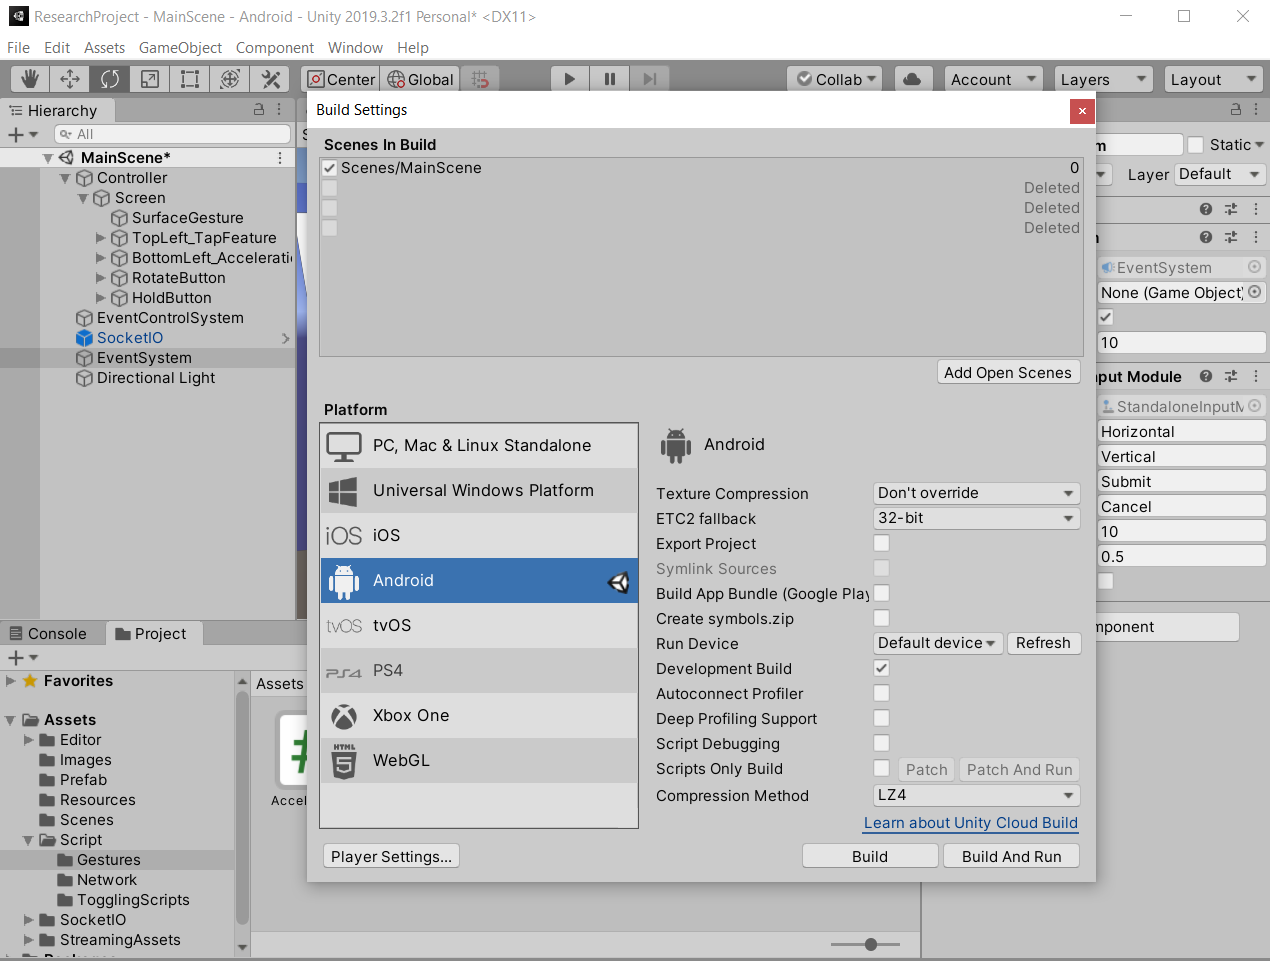 ResearchProject - MainScene - Android - Unity 2019.3.2f1 Personal* <DX11>
File Edit Assets GameObject Component Window Help
Center Global Collab Account Layers Layout
Hierarchy
All
MainScene*
Controller
Screen
SurfaceGesture
TopLeft_TapFeature
BottomLeft_Accelerati
RotateButton
HoldButton
EventControlSystem
SocketIO
EventSystem
Directional Light
Build Settings
Scenes In Build
Scenes/MainScene 0
Deleted
Deleted
Deleted
Add Open Scenes
Platform
PC, Mac & Linux Standalone
Universal Windows Platform
iOS iOS
Android
tvOS tvOS
PS4 PS4
Xbox One
HTML 5 WebGL
Android
Texture Compression Don't override
ETC2 fallback 32-bit
Export Project
Symlink Sources
Build App Bundle (Google Play
Create symbols.zip
Run Device Default device Refresh
Development Build
Autoconnect Profiler
Deep Profiling Support
Script Debugging
Scripts Only Build Patch Patch And Run
Compression Method LZ4
Learn about Unity Cloud Build
Player Settings... Build Build And Run
m Static
Layer Default
m
EventSystem
None (Game Object)
10
nput Module
StandaloneInputM
Horizontal
Vertical
Submit
Cancel
10
0.5
mponent
Console Project
Favorites
Assets
Editor
Images
Prefab
Resources
Scenes
Script
Gestures
Network
TogglingScripts
SocketIO
StreamingAssets
Assets
#
Accel